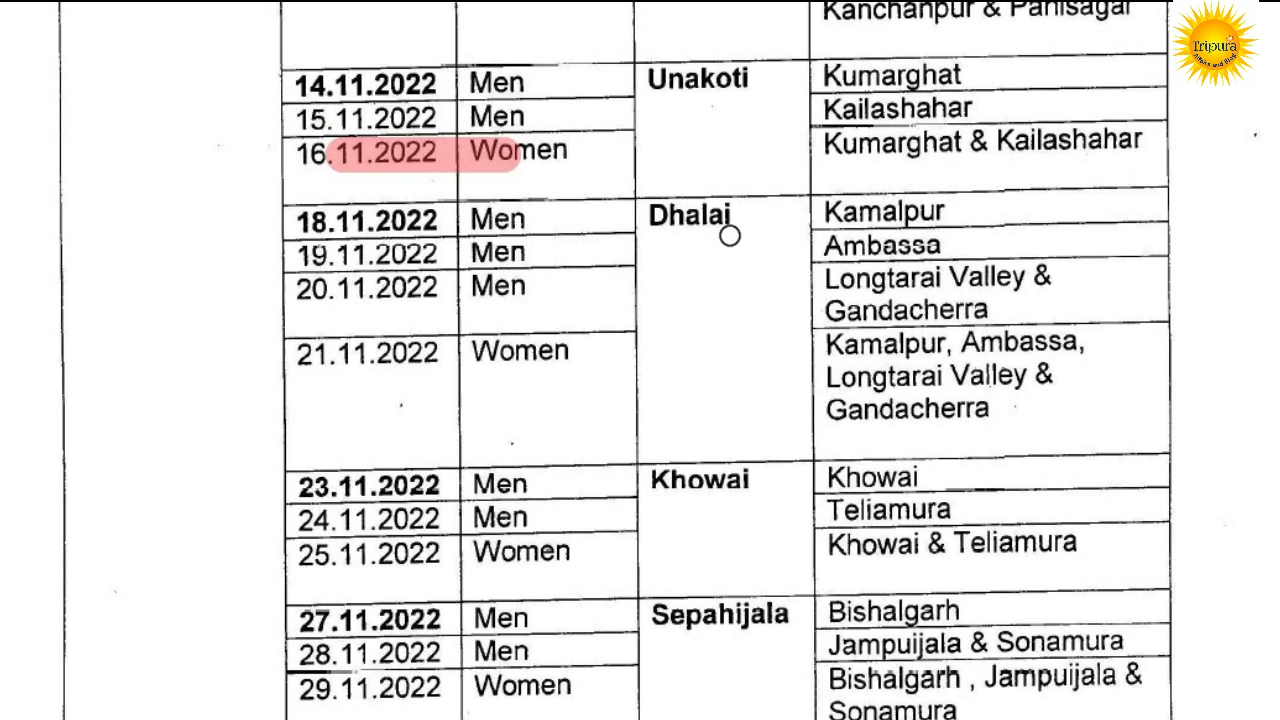 Kanchanpur & Panisagar
Tripura
14.11.2022 Men Unakoti Kumarghat
15.11.2022 Men Kailashahar
16.11.2022 Women Kumarghat & Kailashahar
18.11.2022 Men Dhalai Kamalpur
19.11.2022 Men Ambassa
20.11.2022 Men Longtarai Valley &
Gandacherra
21.11.2022 Women Kamalpur, Ambassa,
Longtarai Valley &
Gandacherra
23.11.2022 Men Khowai Khowai
24.11.2022 Men Teliamura
25.11.2022 Women Khowai & Teliamura
27.11.2022 Men Sepahijala Bishalgarh
28.11.2022 Men Jampuijala & Sonamura
29.11.2022 Women Bishalgarh , Jampuijala &
Sonamura